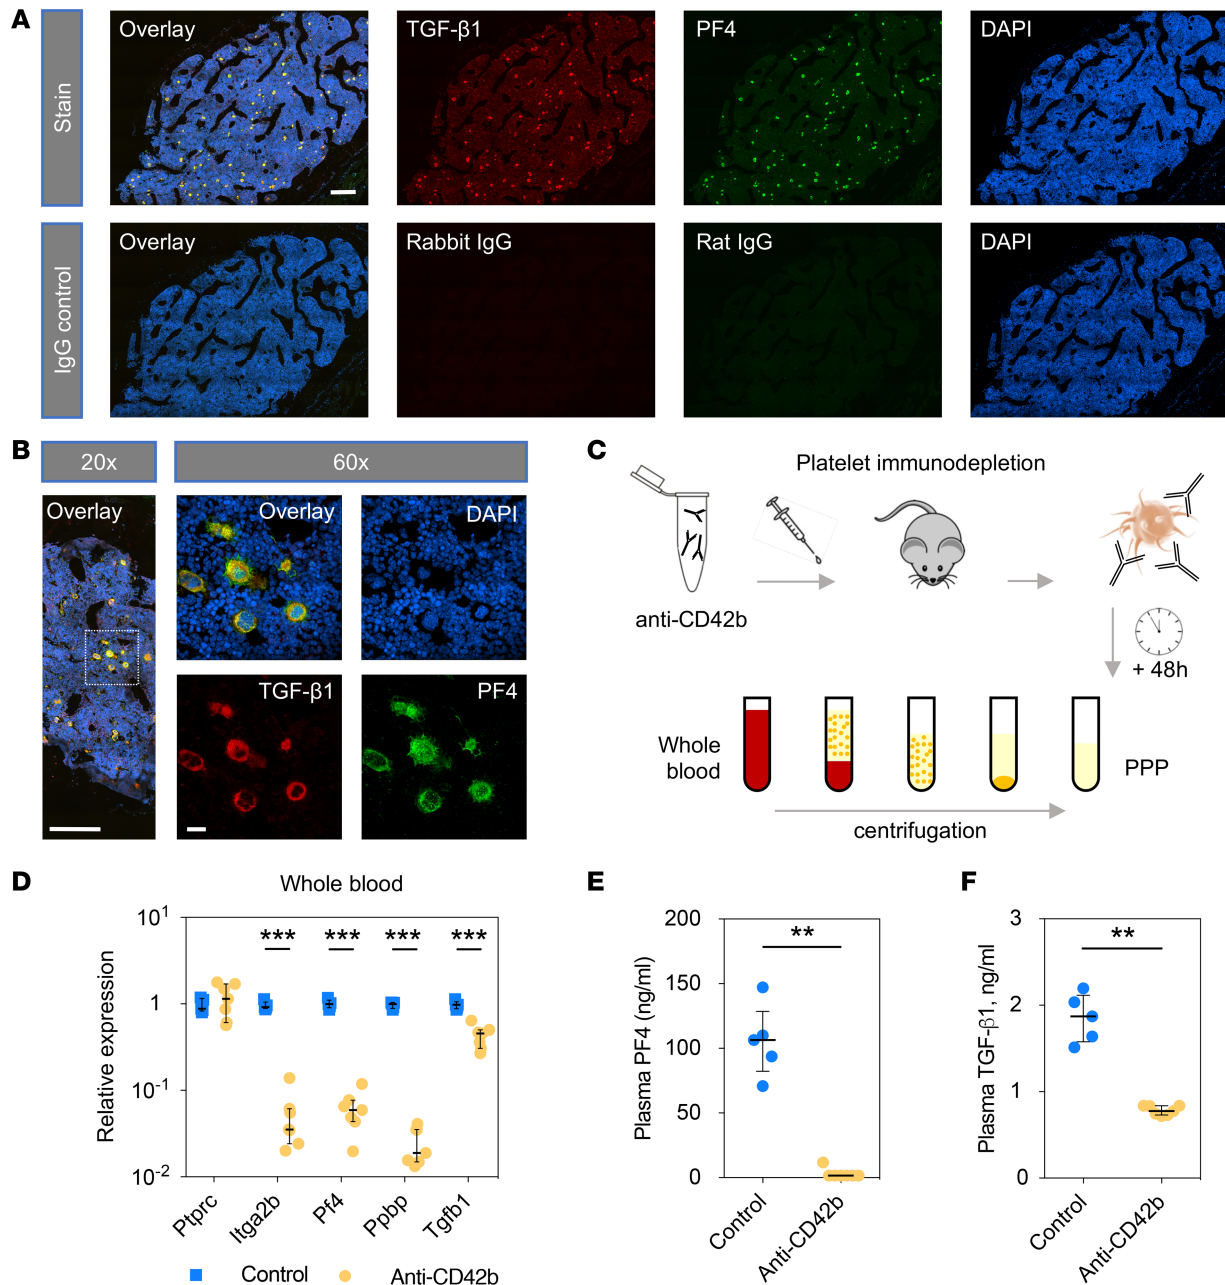 A
Stain
Overlay
TGF-β1
PF4
DAPI
IgG control
Overlay
Rabbit IgG
Rat IgG
DAPI
B
20x
60x
Overlay
Overlay
DAPI
TGF-β1
PF4
C
Platelet immunodepletion
anti-CD42b
+ 48h
Whole
blood
PPP
centrifugation
D
Whole blood
Relative expression
10¹
1
10⁻¹
10⁻²
***
***
***
***
Ptprc
Itga2b
Pf4
Ppbp
Tgfb1
Control
Anti-CD42b
E
Plasma PF4 (ng/ml)
200
150
100
50
0
**
Control
Anti-CD42b
F
Plasma TGF-β1, ng/ml
3
2
1
0
**
Control
Anti-CD42b